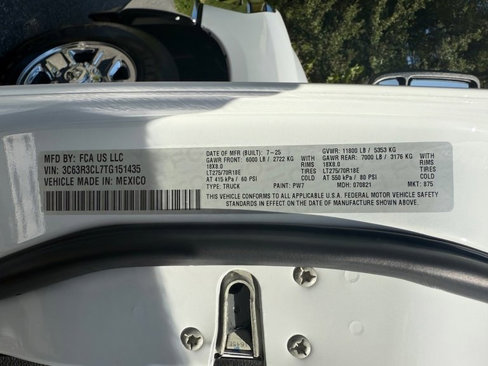 MFD BY: FCA US LLC
VIN: 3C63R3CL7TG151435
VEHICLE MADE IN: MEXICO
DATE OF MFR (BUILT): 7-25
GAWR FRONT: 6000 LB / 2722 KG WITH
18X8.0 RIMS
LT275/70R18E TIRES
AT 415 kPa / 60 PSI
TYPE: TRUCK PAINT: PW7
GVWR: 11800 LB / 5353 KG
GAWR REAR: 7000 LB / 3176 KG WITH
18X8.0 RIMS
LT275/70R18E TIRES
AT 550 kPa / 80 PSI
MDH: 070821 MKT: 875
THIS VEHICLE CONFORMS TO ALL APPLICABLE U.S.A. FEDERAL MOTOR VEHICLE SAFETY
STANDARDS IN EFFECT ON THE DATE OF MANUFACTURE SHOWN ABOVE.